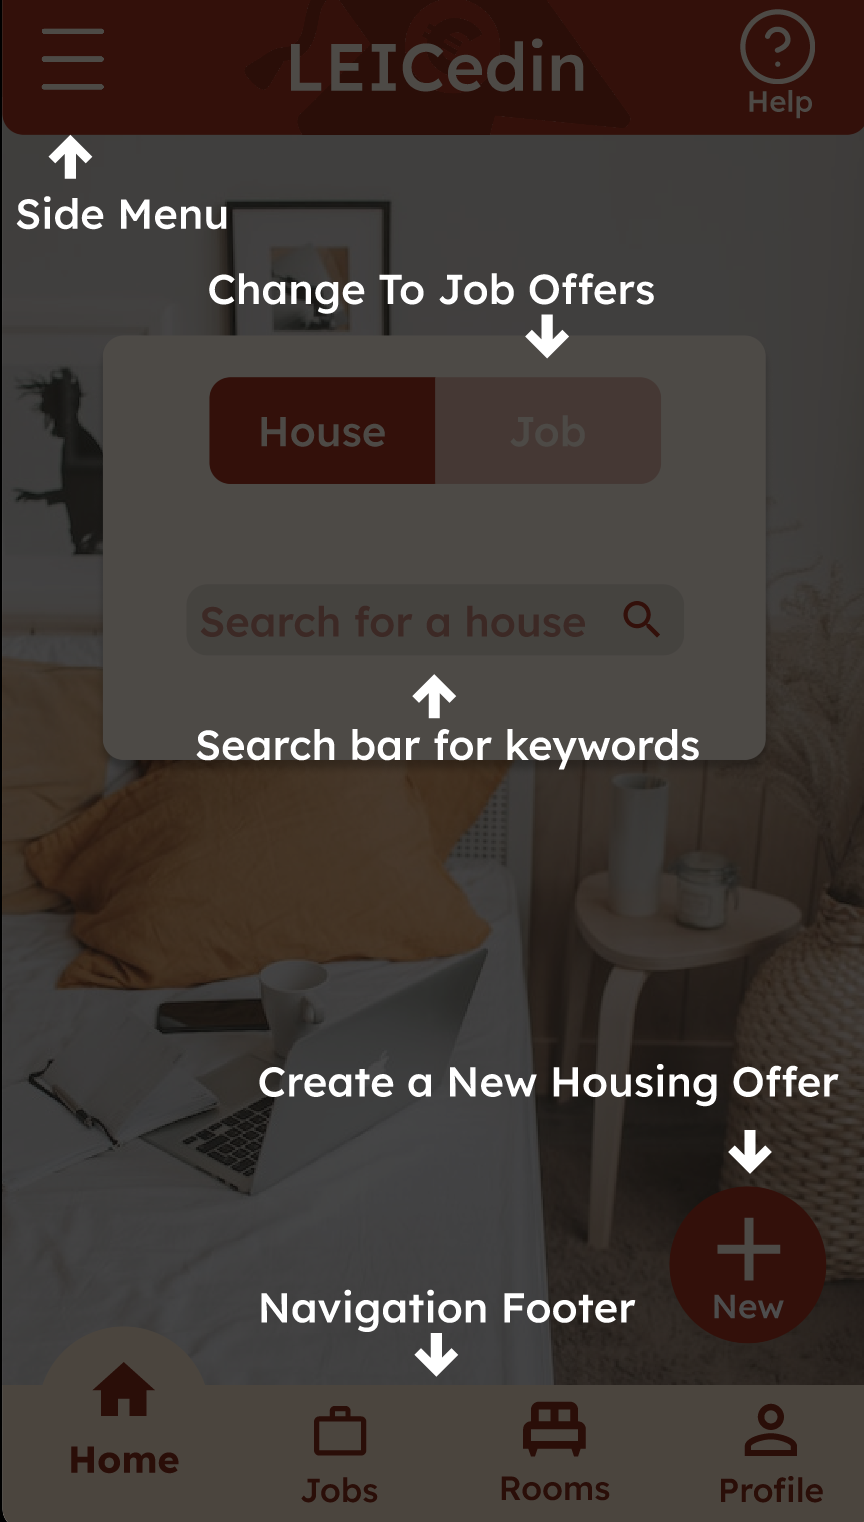 LEICedin
Help
Side Menu
Change To Job Offers
House Job
Search for a house
Search bar for keywords
Create a New Housing Offer
New
Navigation Footer
Home Jobs Rooms Profile